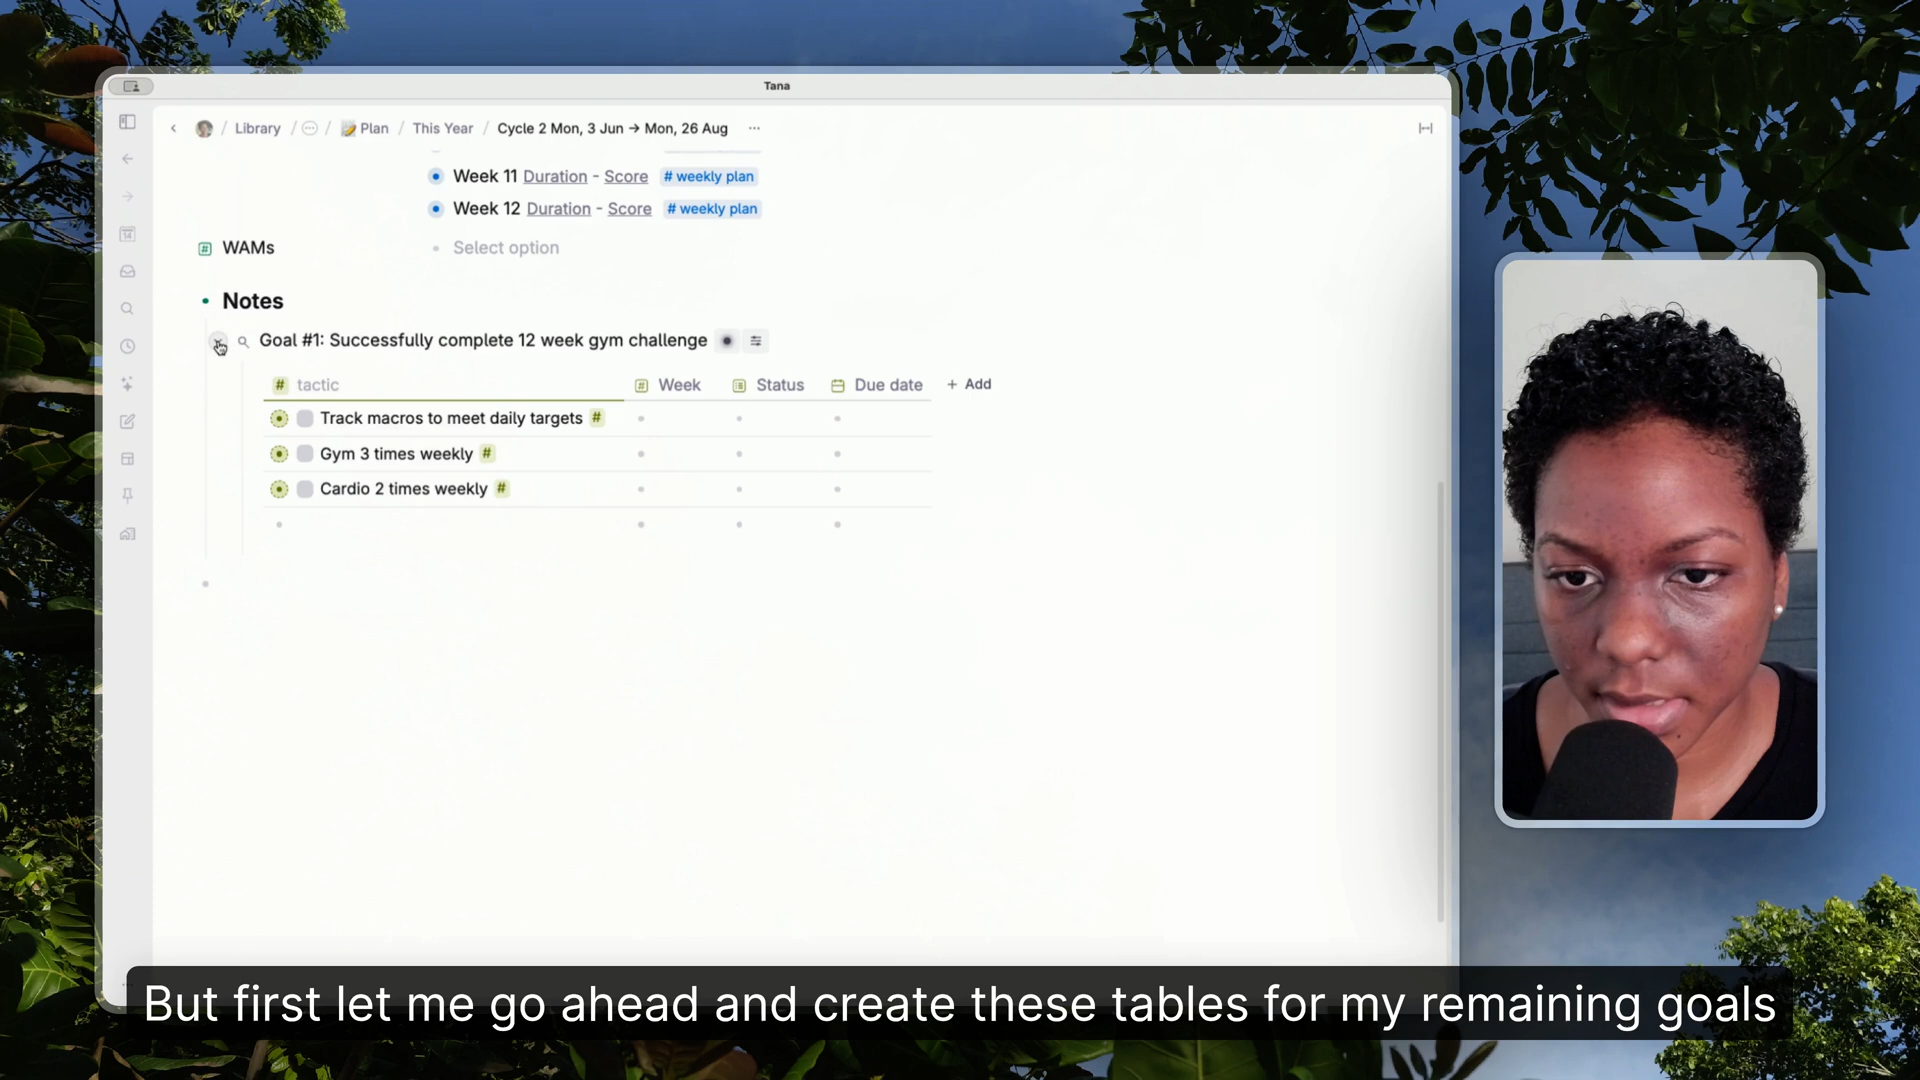 Tana
Library / Plan / This Year / Cycle 2 Mon, 3 Jun → Mon, 26 Aug ...
Week 11 Duration - Score # weekly plan
Week 12 Duration - Score # weekly plan
WAMs Select option
Notes
Goal #1: Successfully complete 12 week gym challenge
# tactic Week Status Due date + Add
Track macros to meet daily targets #
Gym 3 times weekly #
Cardio 2 times weekly #
But first let me go ahead and create these tables for my remaining goals